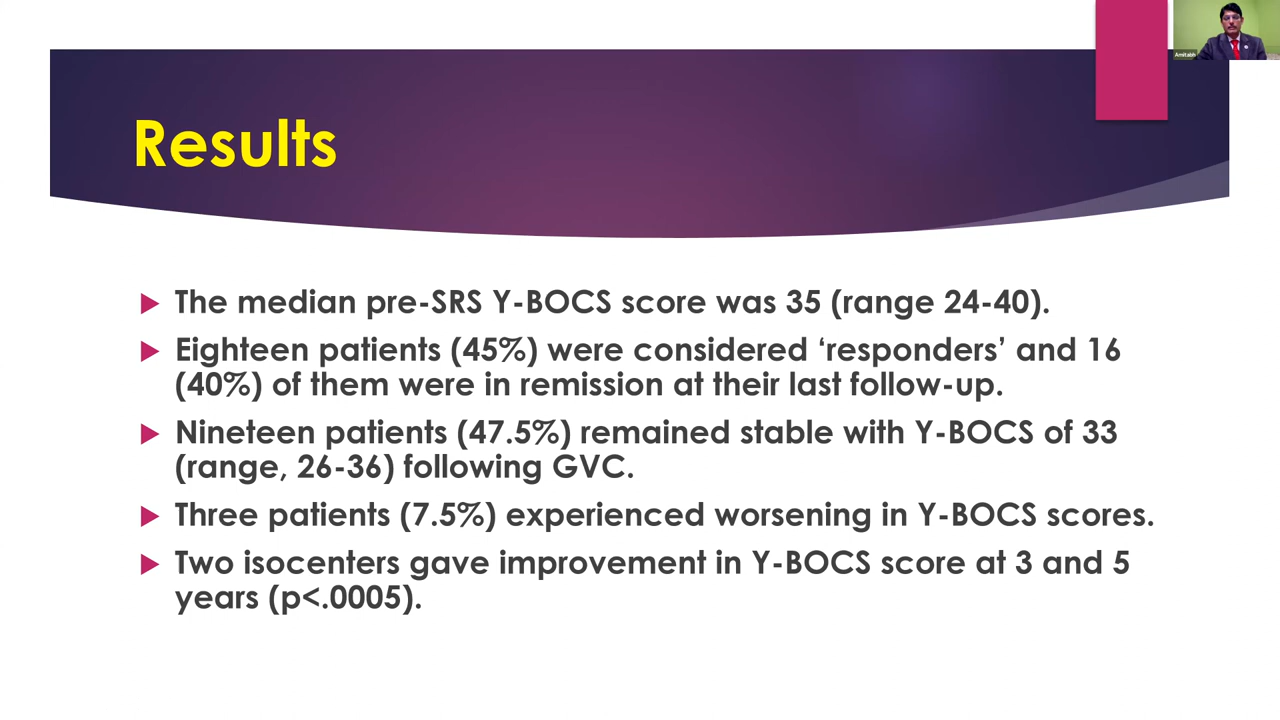 Amitabh
Results
The median pre-SRS Y-BOCS score was 35 (range 24-40).
Eighteen patients (45%) were considered ‘responders’ and 16
(40%) of them were in remission at their last follow-up.
Nineteen patients (47.5%) remained stable with Y-BOCS of 33
(range, 26-36) following GVC.
Three patients (7.5%) experienced worsening in Y-BOCS scores.
Two isocenters gave improvement in Y-BOCS score at 3 and 5
years (p<.0005).